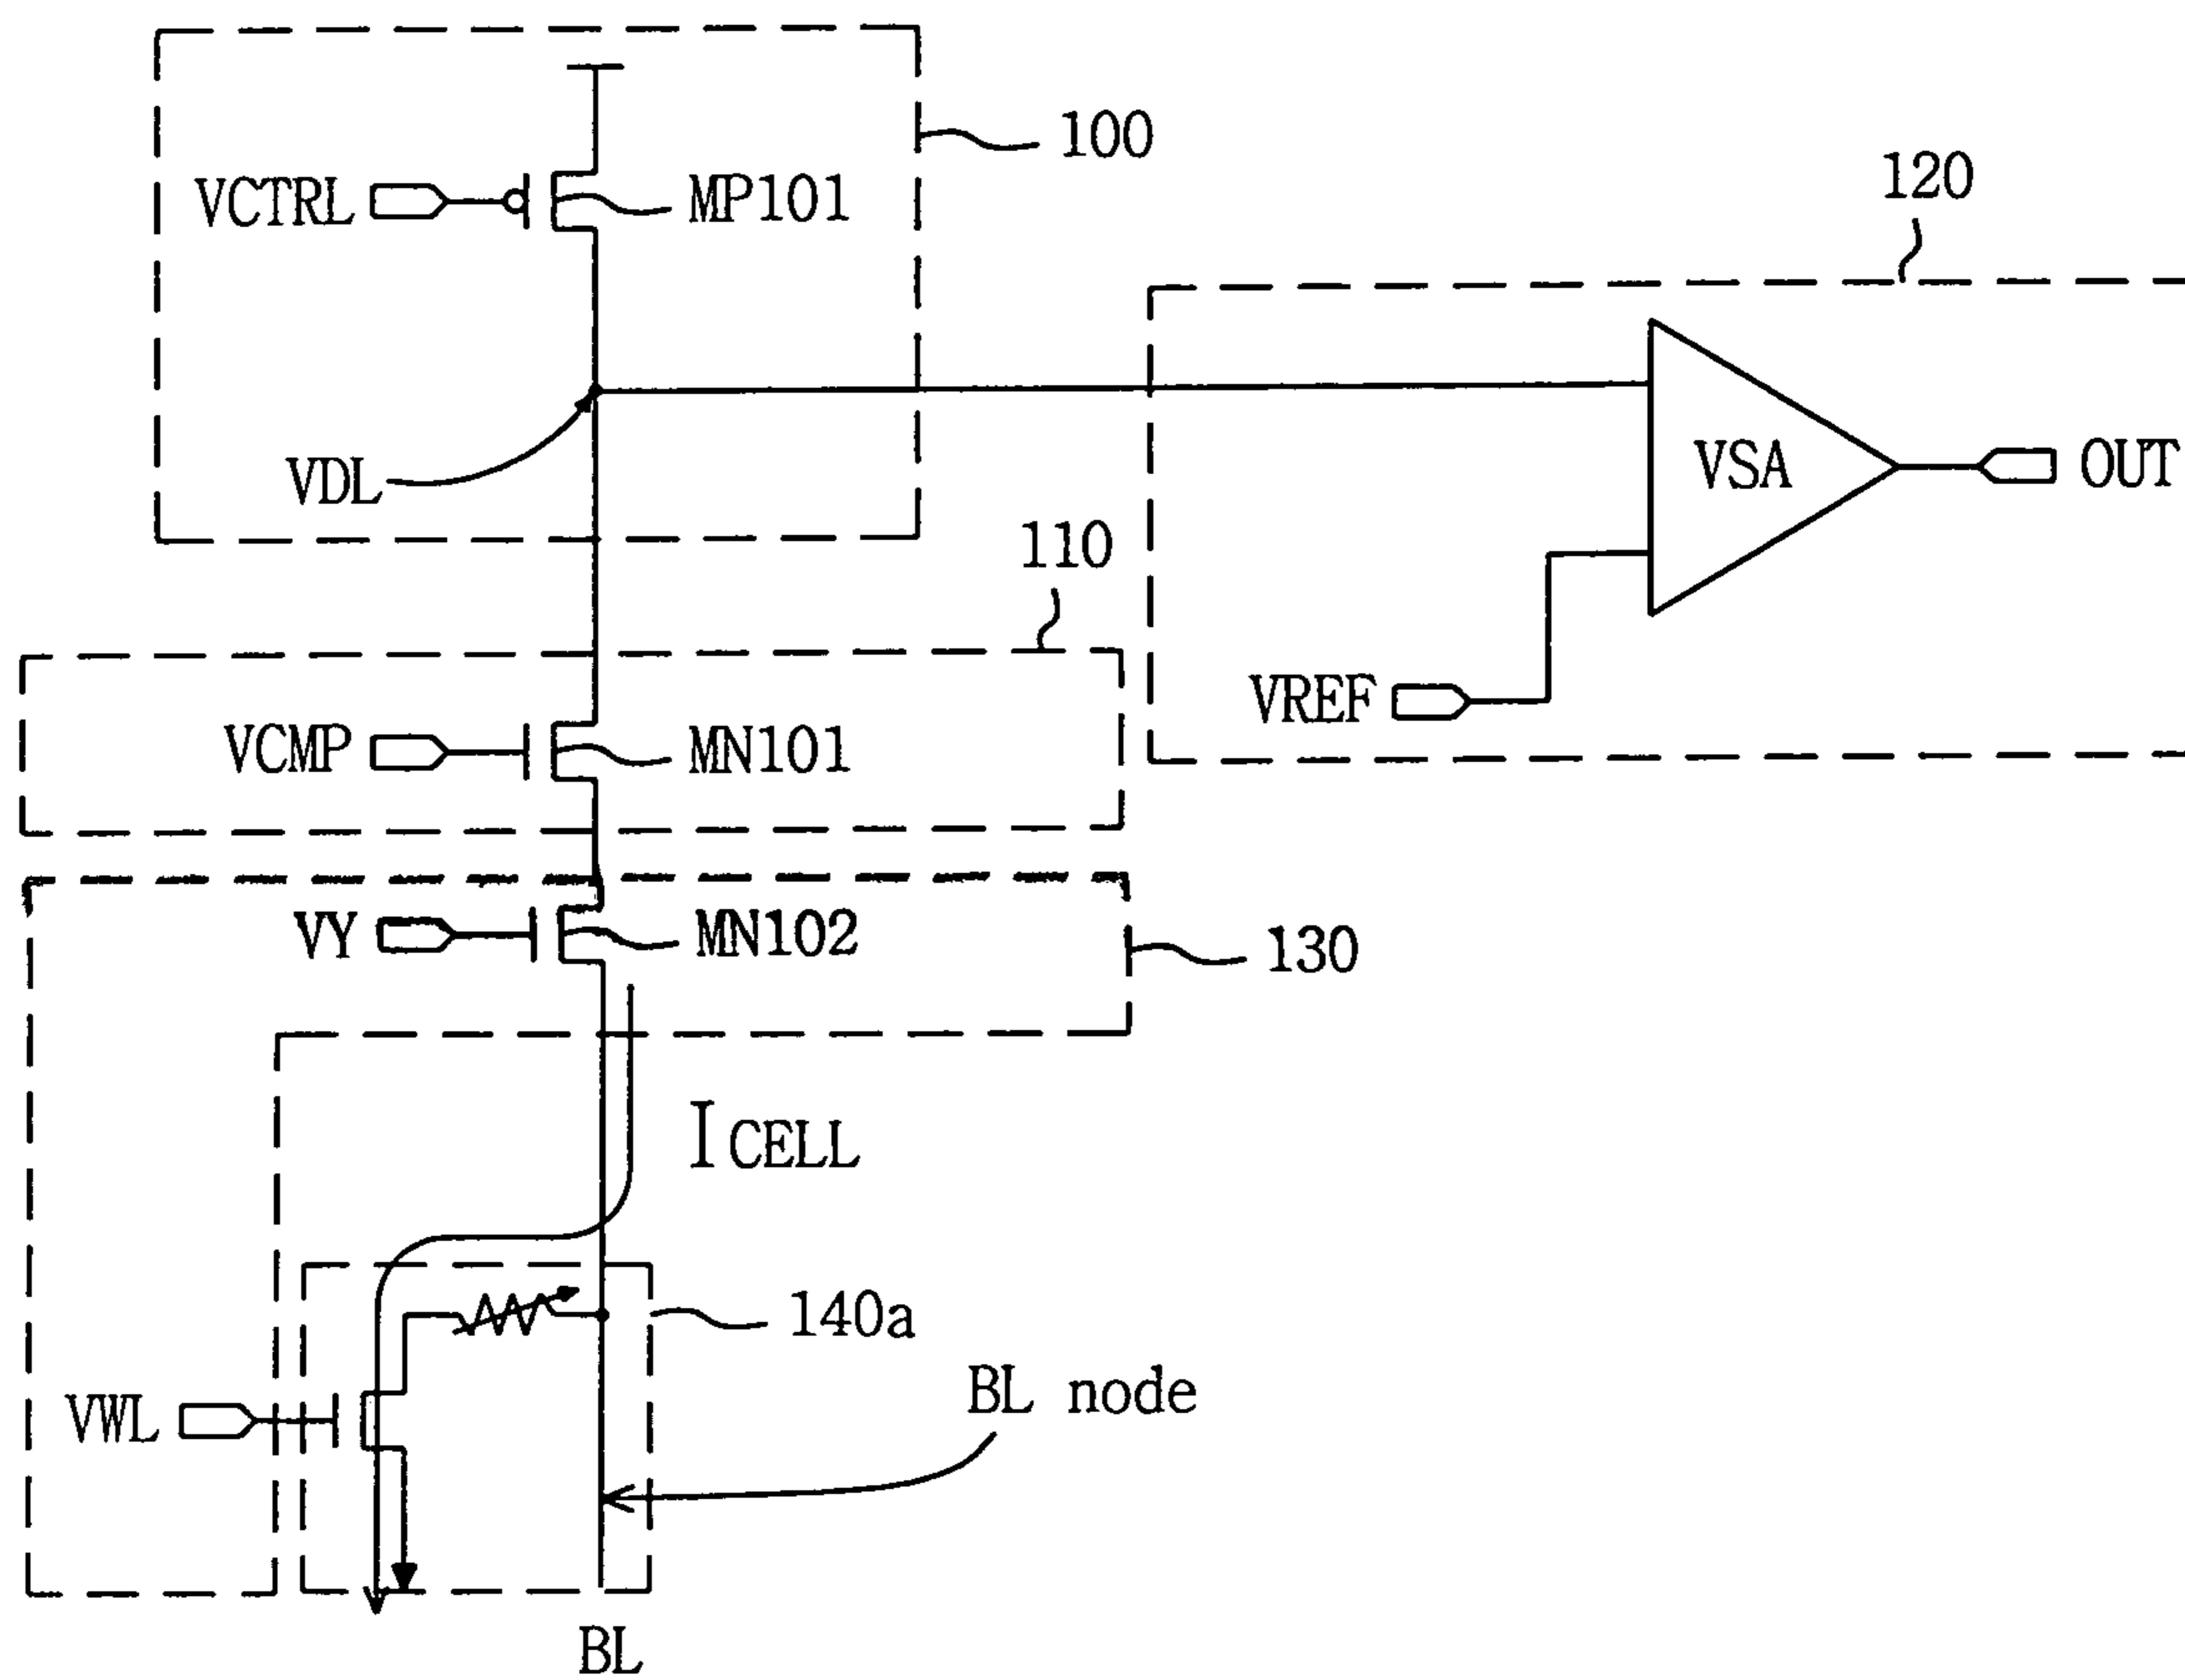 100
VCTRL
MP101
120
VDL
VSA
OUT
110
VREF
VCMP
MN101
VY
MN102
130
ICELL
140a
BL node
VWL
BL